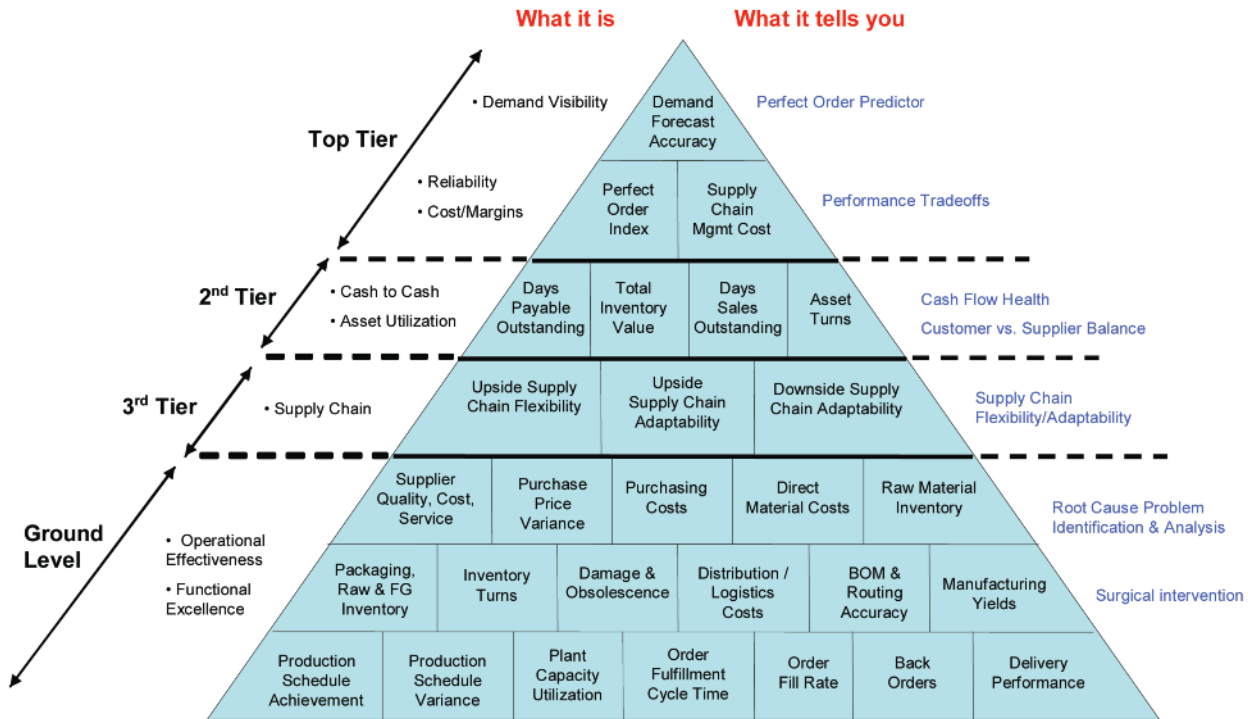 What it is
What it tells you
Top Tier
• Demand Visibility
Demand
Forecast
Accuracy
Perfect Order Predictor
• Reliability
• Cost/Margins
Perfect
Order
Index
Supply
Chain
Mgmt Cost
Performance Tradeoffs
2nd Tier
• Cash to Cash
• Asset Utilization
Days
Payable
Outstanding
Total
Inventory
Value
Days
Sales
Outstanding
Asset
Turns
Cash Flow Health
Customer vs. Supplier Balance
3rd Tier
• Supply Chain
Upside Supply
Chain Flexibility
Upside
Supply Chain
Adaptability
Downside Supply
Chain Adaptability
Supply Chain
Flexibility/Adaptability
Ground
Level
• Operational
Effectiveness
• Functional
Excellence
Supplier
Quality, Cost,
Service
Purchase
Price
Variance
Purchasing
Costs
Direct
Material Costs
Raw Material
Inventory
Root Cause Problem
Identification & Analysis
Packaging,
Raw & FG
Inventory
Inventory
Turns
Damage &
Obsolescence
Distribution /
Logistics
Costs
BOM &
Routing
Accuracy
Manufacturing
Yields
Surgical intervention
Production
Schedule
Achievement
Production
Schedule
Variance
Plant
Capacity
Utilization
Order
Fulfillment
Cycle Time
Order
Fill Rate
Back
Orders
Delivery
Performance